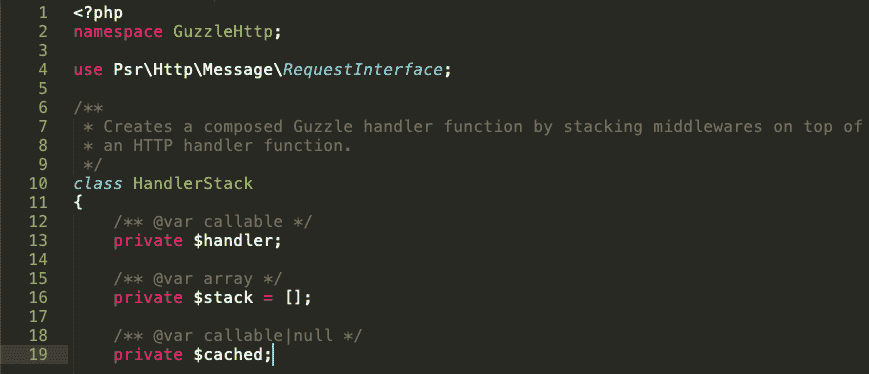 1 <?php
2 namespace GuzzleHttp;
3
4 use Psr\Http\Message\RequestInterface;
5
6 /**
7  * Creates a composed Guzzle handler function by stacking middlewares on top of
8  * an HTTP handler function.
9  */
10 class HandlerStack
11 {
12     /** @var callable */
13     private $handler;
14
15     /** @var array */
16     private $stack = [];
17
18     /** @var callable|null */
19     private $cached;